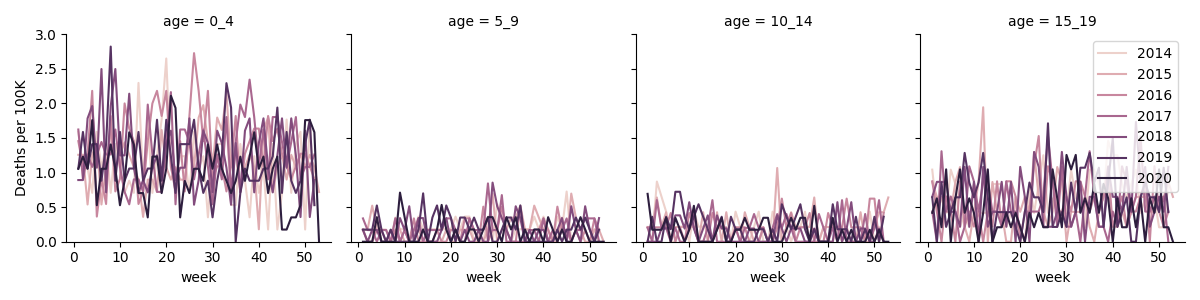 age = 0_4
age = 5_9
age = 10_14
age = 15_19
Deaths per 100K
3.0
2.5
2.0
1.5
1.0
0.5
0.0
0 10 20 30 40 50
0 10 20 30 40 50
0 10 20 30 40 50
0 10 20 30 40 50
week
week
week
week
2014
2015
2016
2017
2018
2019
2020